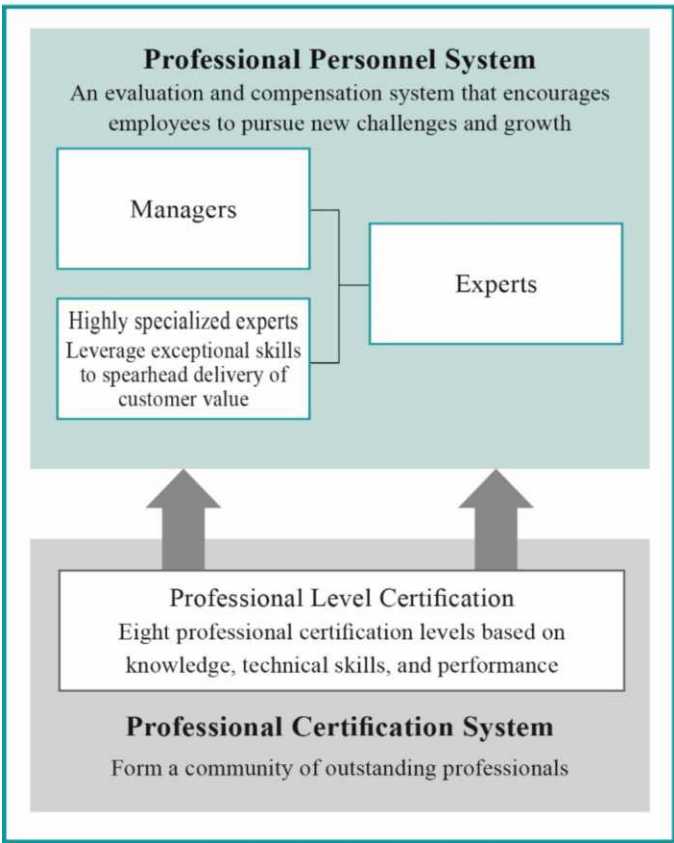 Professional Personnel System
An evaluation and compensation system that encourages
employees to pursue new challenges and growth
Managers
Highly specialized experts
Leverage exceptional skills
to spearhead delivery of
customer value
Experts
Professional Level Certification
Eight professional certification levels based on
knowledge, technical skills, and performance
Professional Certification System
Form a community of outstanding professionals